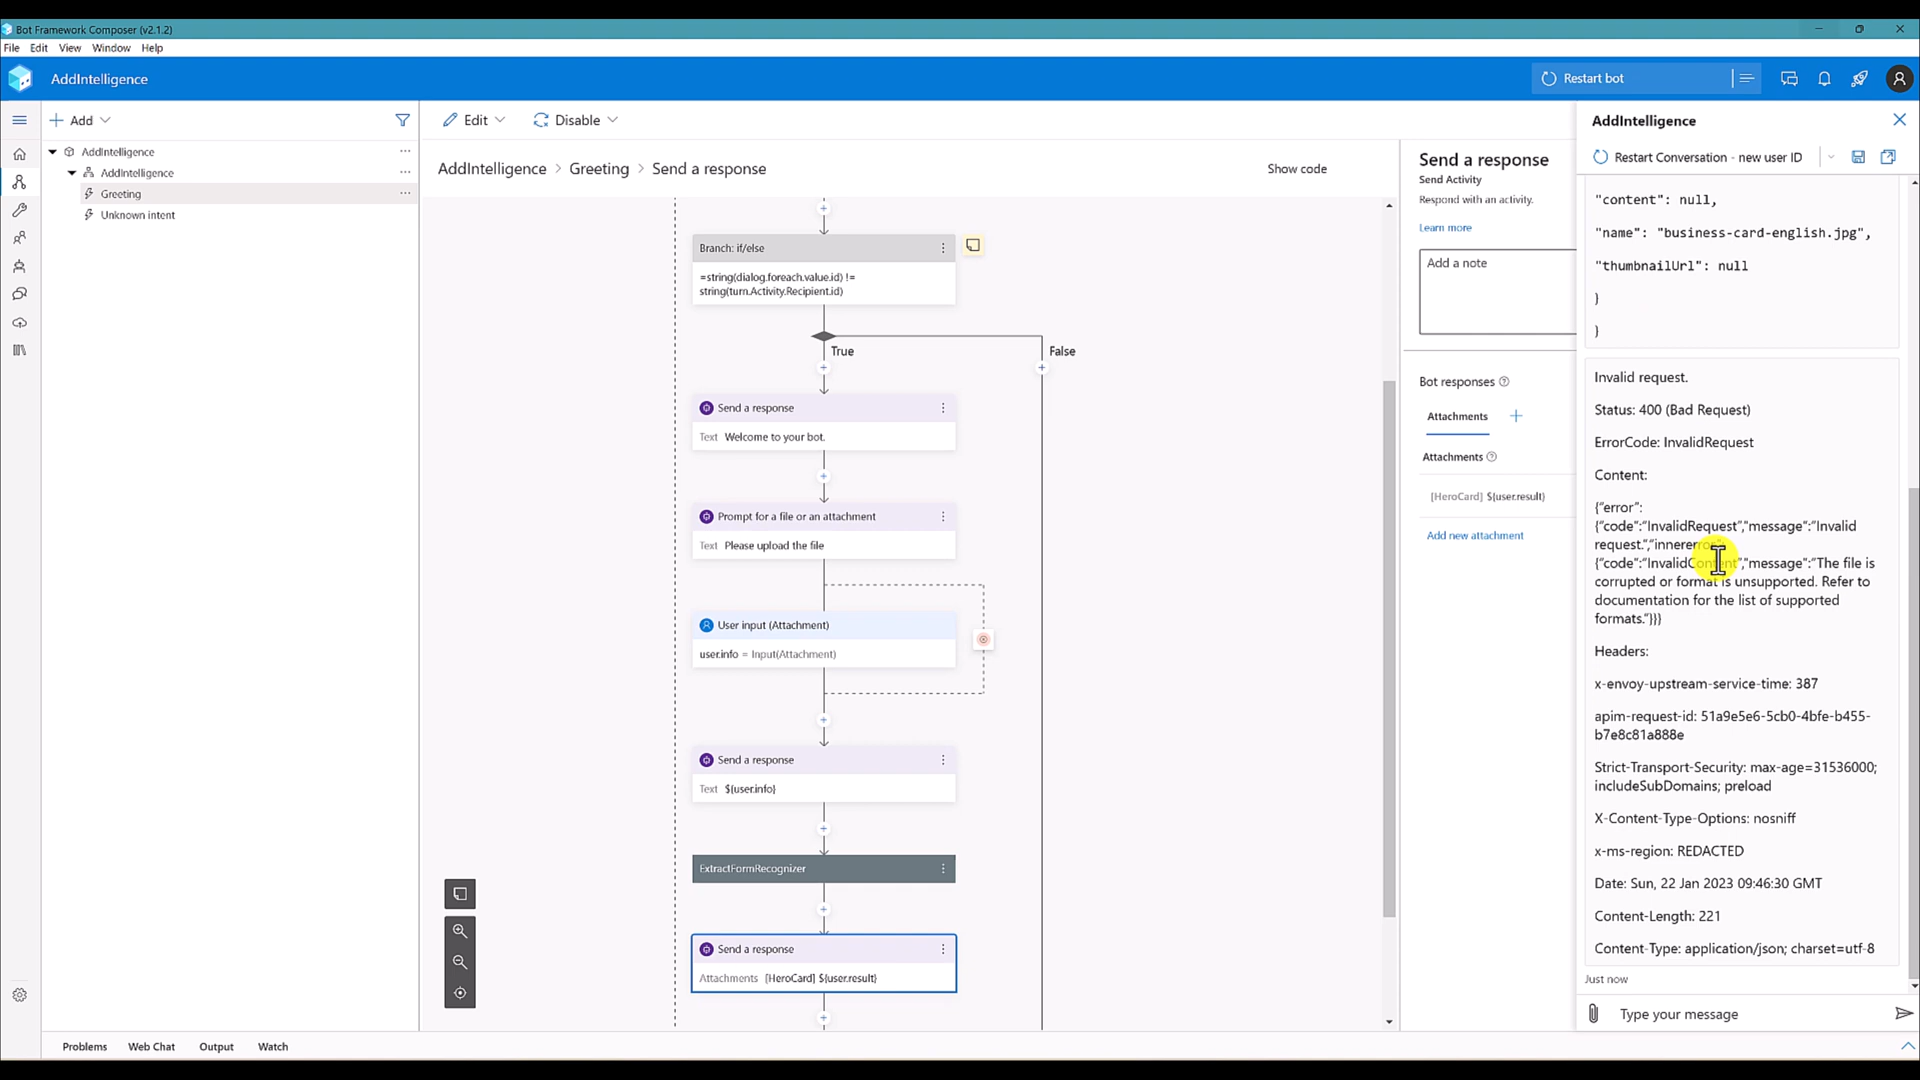 Bot Framework Composer (v2.1.2)
File Edit View Window Help
AddIntelligence
Restart bot
Add
AddIntelligence
AddIntelligence
Greeting
Unknown intent
Edit
Disable
AddIntelligence > Greeting > Send a response
Show code
Branch: if/else
=string(dialog.foreach.value.id) !=
string(turn.Activity.Recipient.id)
True
False
Send a response
Text Welcome to your bot.
Prompt for a file or an attachment
Text Please upload the file
User input (Attachment)
user.info = Input(Attachment)
Send a response
Text ${user.info}
ExtractFormRecognizer
Send a response
Attachments [HeroCard] ${user.result}
Send a response
Send Activity
Respond with an activity.
Learn more
Add a note
Bot responses
Attachments
Attachments
[HeroCard] ${user.result}
Add new attachment
AddIntelligence
Restart Conversation - new user ID
"content": null,
"name": "business-card-english.jpg",
"thumbnailUrl": null
}
}
Invalid request.
Status: 400 (Bad Request)
ErrorCode: InvalidRequest
Content:
{"error":
{"code":"InvalidRequest","message":"Invalid
request.","innererror":
{"code":"InvalidContent","message":"The file is
corrupted or format is unsupported. Refer to
documentation for the list of supported
formats."}}}
Headers:
x-envoy-upstream-service-time: 387
apim-request-id: 51a9e5e6-5cb0-4bfe-b455-
b7e8c81a888e
Strict-Transport-Security: max-age=31536000;
includeSubDomains; preload
X-Content-Type-Options: nosniff
x-ms-region: REDACTED
Date: Sun, 22 Jan 2023 09:46:30 GMT
Content-Length: 221
Content-Type: application/json; charset=utf-8
Just now
Type your message
Problems Web Chat Output Watch